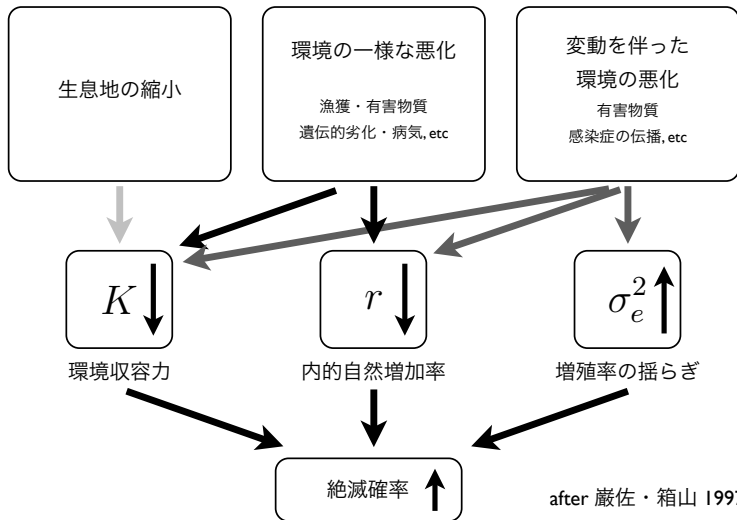 生息地の縮小
環境の一様な悪化
漁獲・有害物質
遺伝的劣化・病気, etc
変動を伴った
環境の悪化
有害物質
感染症の伝播, etc
K
r
σ_e^2
環境収容力
内的自然増加率
増殖率の揺らぎ
絶滅確率
after 巌佐・箱山 1997